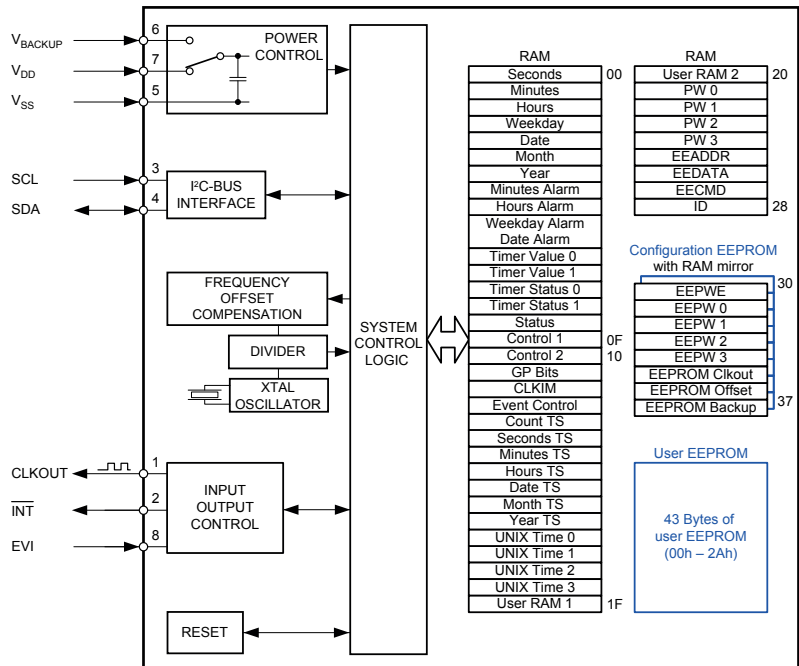 V_BACKUP
6
V_DD
7
V_SS
5
POWER
CONTROL
SCL
3
SDA
4
I²C-BUS
INTERFACE
FREQUENCY
OFFSET
COMPENSATION
DIVIDER
XTAL
OSCILLATOR
CLKOUT
1
INT
2
EVI
8
INPUT
OUTPUT
CONTROL
RESET
SYSTEM
CONTROL
LOGIC
RAM
Seconds 00
Minutes
Hours
Weekday
Date
Month
Year
Minutes Alarm
Hours Alarm
Weekday Alarm
Date Alarm
Timer Value 0
Timer Value 1
Timer Status 0
Timer Status 1
Status
Control 1 0F
Control 2 10
GP Bits
CLKIM
Event Control
Count TS
Seconds TS
Minutes TS
Hours TS
Date TS
Month TS
Year TS
UNIX Time 0
UNIX Time 1
UNIX Time 2
UNIX Time 3
User RAM 1 1F
RAM
User RAM 2 20
PW 0
PW 1
PW 2
PW 3
EEADDR
EEDATA
EECMD
ID 28
Configuration EEPROM
with RAM mirror
30
EEPWE
EEPW 0
EEPW 1
EEPW 2
EEPW 3
EEPROM Clkout
EEPROM Offset
EEPROM Backup
37
User EEPROM
43 Bytes of
user EEPROM
(00h – 2Ah)